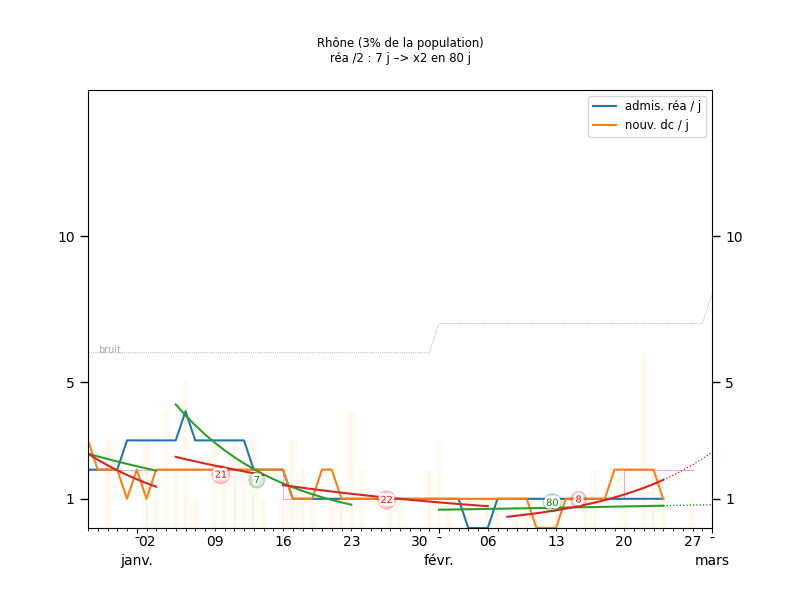 Rhône (3% de la population)
réa /2 : 7 j –> x2 en 80 j
admis. réa / j
nouv. dc / j
10 10
bruit
5 5
21 7 22 80 8
1 1
02 09 16 23 30 06 13 20 27
janv. févr. mars